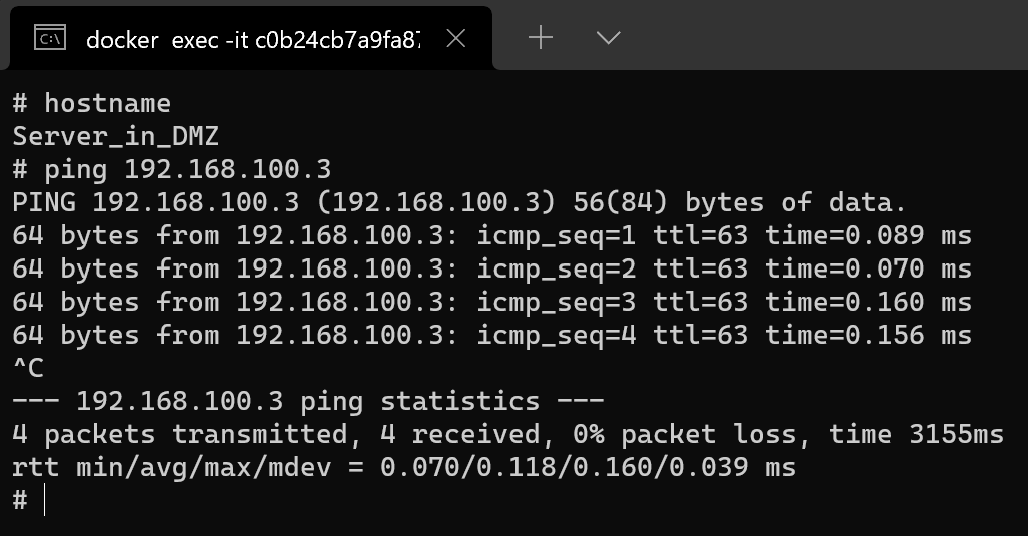 docker exec -it c0b24cb7a9fa87
# hostname
Server_in_DMZ
# ping 192.168.100.3
PING 192.168.100.3 (192.168.100.3) 56(84) bytes of data.
64 bytes from 192.168.100.3: icmp_seq=1 ttl=63 time=0.089 ms
64 bytes from 192.168.100.3: icmp_seq=2 ttl=63 time=0.070 ms
64 bytes from 192.168.100.3: icmp_seq=3 ttl=63 time=0.160 ms
64 bytes from 192.168.100.3: icmp_seq=4 ttl=63 time=0.156 ms
^C
--- 192.168.100.3 ping statistics ---
4 packets transmitted, 4 received, 0% packet loss, time 3155ms
rtt min/avg/max/mdev = 0.070/0.118/0.160/0.039 ms
#